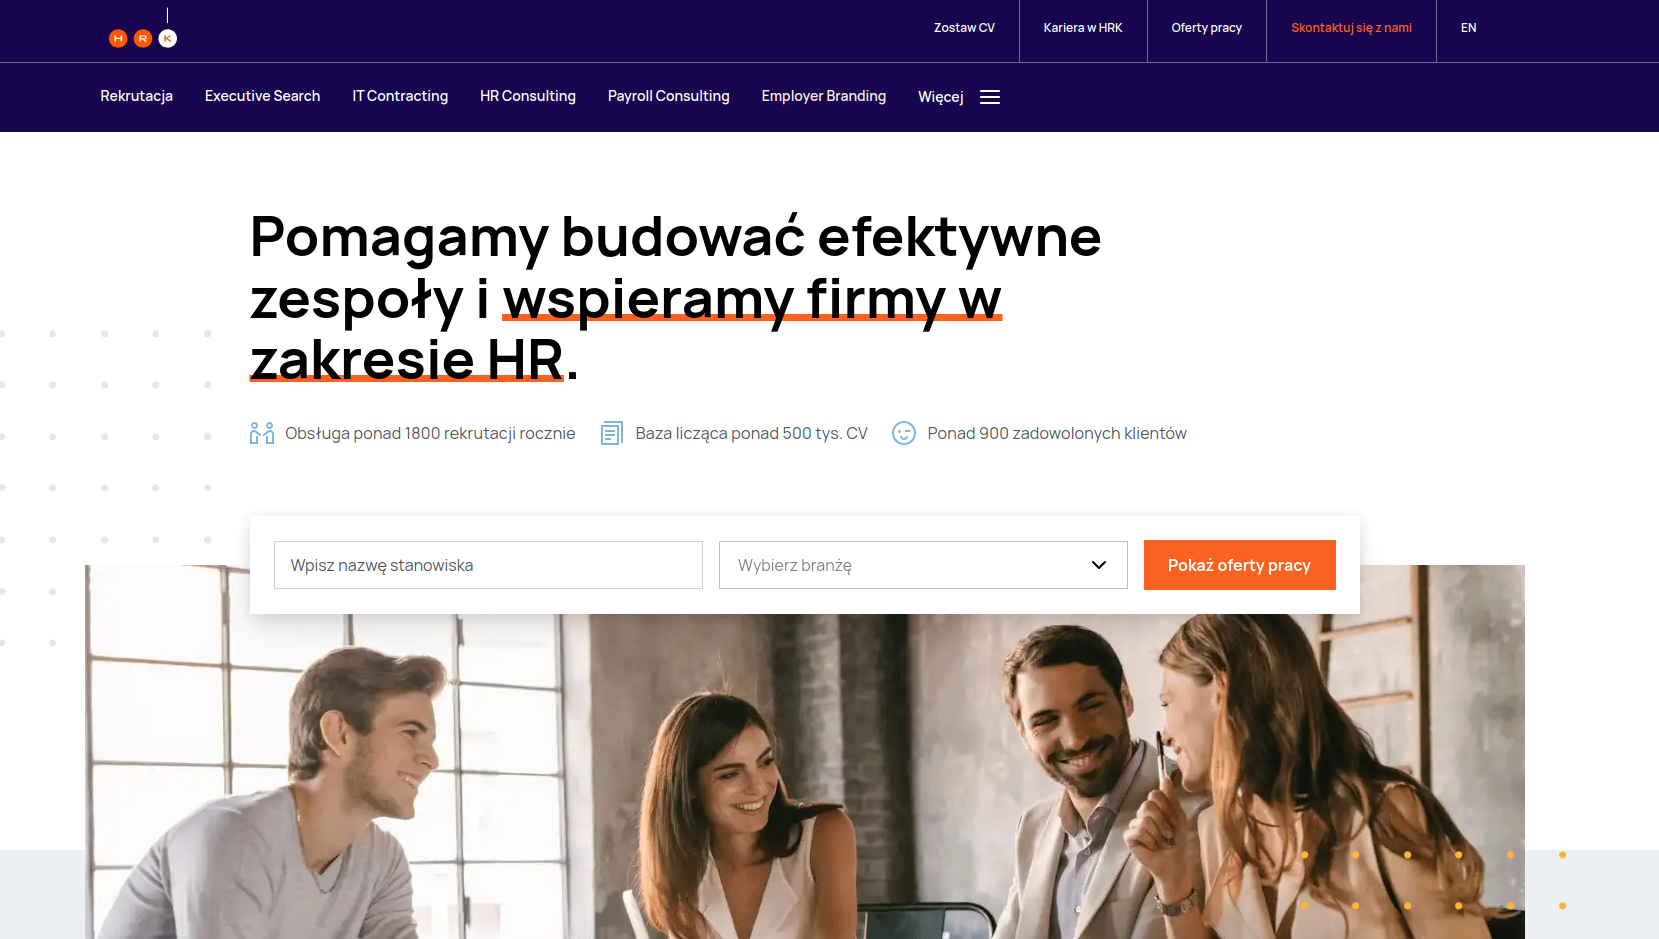 HRK
Zostaw CV
Kariera w HRK
Oferty pracy
Skontaktuj się z nami
EN
Rekrutacja
Executive Search
IT Contracting
HR Consulting
Payroll Consulting
Employer Branding
Więcej
Pomagamy budować efektywne
zespoły i wspieramy firmy w
zakresie HR.
Obsługa ponad 1800 rekrutacji rocznie
Baza licząca ponad 500 tys. CV
Ponad 900 zadowolonych klientów
Wpisz nazwę stanowiska
Wybierz branżę
Pokaż oferty pracy